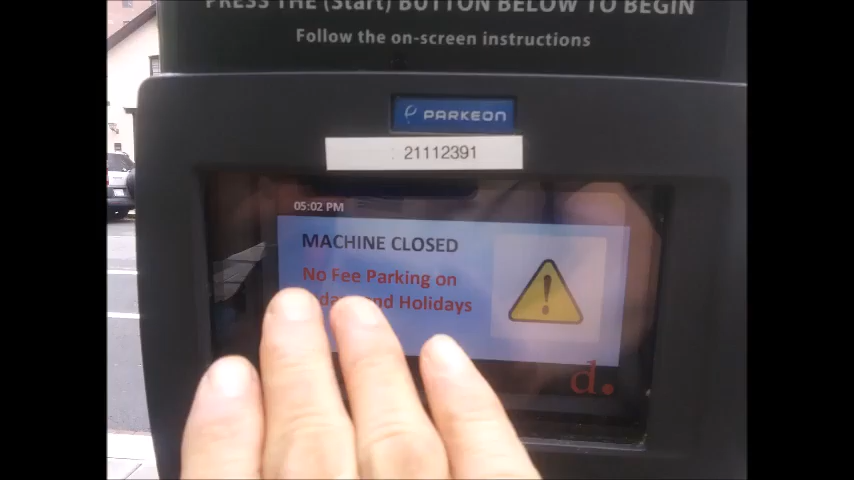 PRESS THE (Start) BUTTON BELOW TO BEGIN
Follow the on-screen instructions
PARKEON
21112391
05:02 PM
MACHINE CLOSED
No Fee Parking on
and Holidays
d.